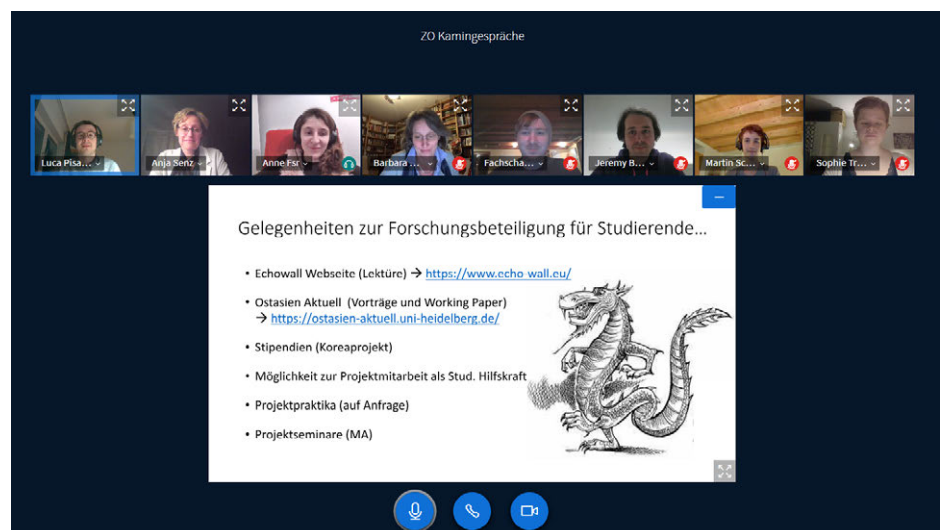 ZO Kamingespräche
Luca Pisa...
Anja Senz
Anne Fsr
Barbara ...
Fachscha...
Jeremy B...
Martin Sc...
Sophie Tr...
Gelegenheiten zur Forschungsbeteiligung für Studierende...
• Echowall Webseite (Lektüre) → https://www.echo-wall.eu/
• Ostasien Aktuell (Vorträge und Working Paper)
→ https://ostasien-aktuell.uni-heidelberg.de/
• Stipendien (Koreaprojekt)
• Möglichkeit zur Projektmitarbeit als Stud. Hilfskraft
• Projektpraktika (auf Anfrage)
• Projektseminare (MA)